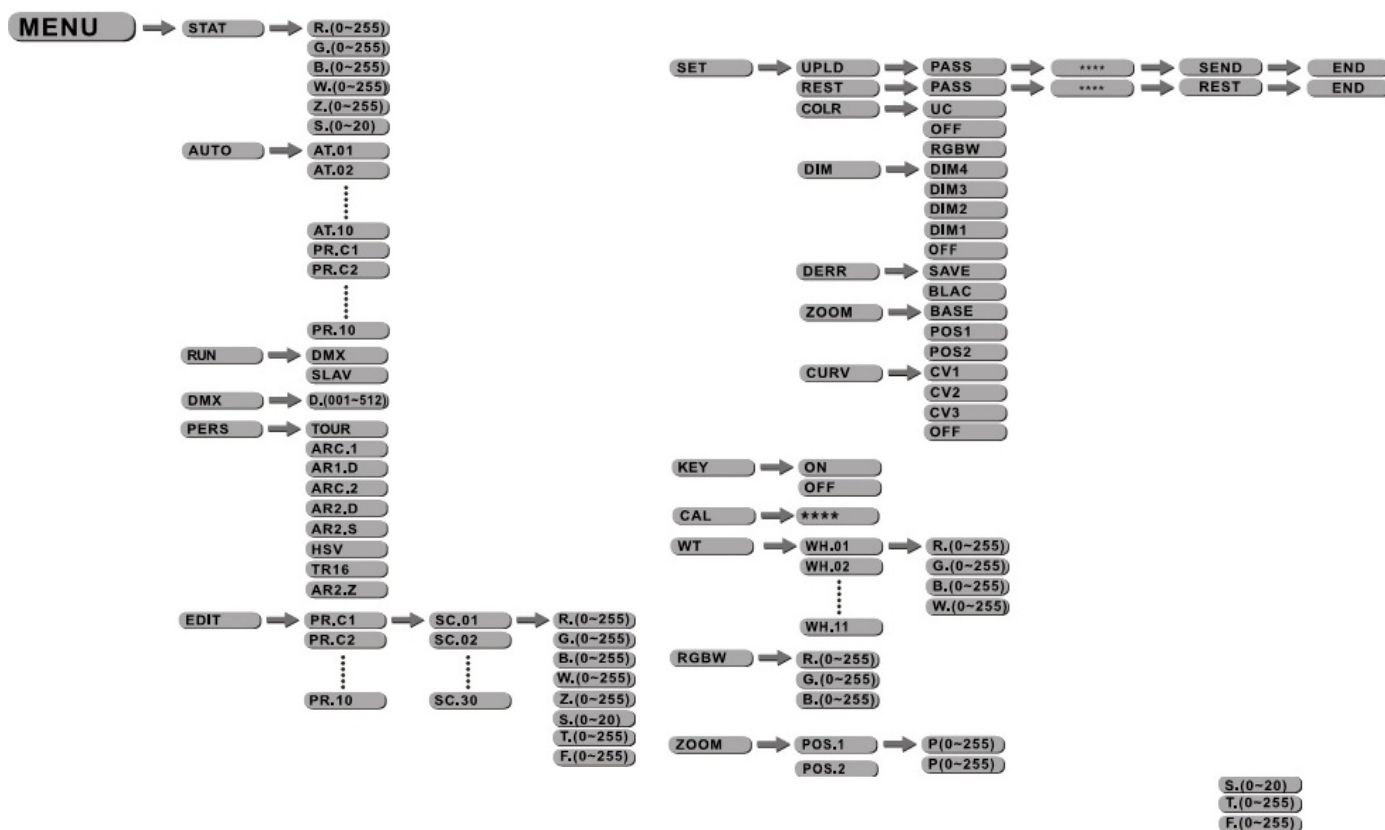 MENU
STAT
R.(0~255)
G.(0~255)
B.(0~255)
W.(0~255)
Z.(0~255)
S.(0~20)
AUTO
AT.01
AT.02
AT.10
PR.C1
PR.C2
PR.10
RUN
DMX
SLAV
DMX
D.(001~512)
PERS
TOUR
ARC.1
AR1.D
ARC.2
AR2.D
AR2.S
HSV
TR16
AR2.Z
EDIT
PR.C1
SC.01
R.(0~255)
PR.C2
SC.02
G.(0~255)
B.(0~255)
W.(0~255)
PR.10
SC.30
Z.(0~255)
S.(0~20)
T.(0~255)
F.(0~255)
SET
UPLD
PASS
****
SEND
END
REST
PASS
****
REST
END
COLR
UC
OFF
RGBW
DIM
DIM4
DIM3
DIM2
DIM1
OFF
DERR
SAVE
BLAC
ZOOM
BASE
POS1
POS2
CURV
CV1
CV2
CV3
OFF
KEY
ON
OFF
CAL
****
WT
WH.01
R.(0~255)
WH.02
G.(0~255)
B.(0~255)
W.(0~255)
WH.11
RGBW
R.(0~255)
G.(0~255)
B.(0~255)
ZOOM
POS.1
P(0~255)
POS.2
P(0~255)
S.(0~20)
T.(0~255)
F.(0~255)